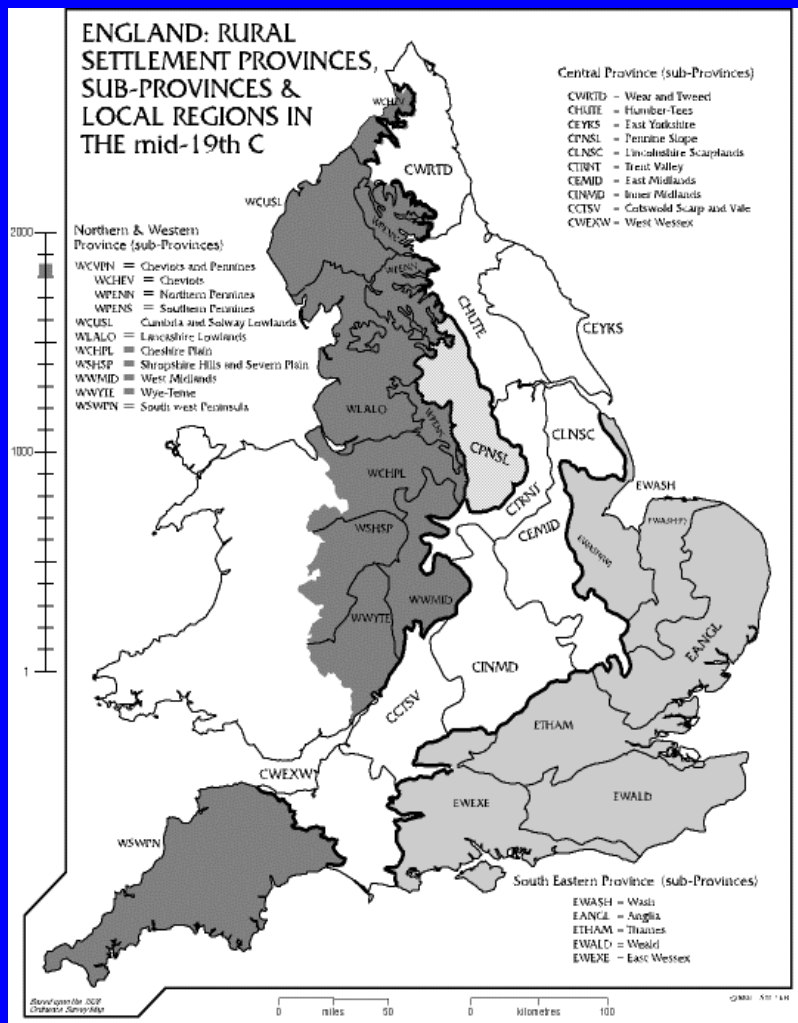 ENGLAND: RURAL
SETTLEMENT PROVINCES,
SUB-PROVINCES &
LOCAL REGIONS IN
THE mid-19th C
Central Province (sub-Provinces)
CWRTD = Wear and Tweed
CHUTE = Humber-Tees
CEYKS = East Yorkshire
CPNSL = Pennine Slope
CLNSC = Lincolnshire Scarplands
CTRNT = Trent Valley
CEMID = East Midlands
CINMD = Inner Midlands
CCTSV = Cotswold Scarp and Vale
CWEXW = West Wessex
Northern & Western
Province (sub-Provinces)
WCVPN = Cheviots and Pennines
WCHEV = Cheviots
WPENN = Northern Pennines
WPENS = Southern Pennines
WCUSL Cumbria and Solway Lowlands
WLALO = Lancashire Lowlands
WCHPL = Cheshire Plain
WSHSP = Shropshire Hills and Severn Plain
WWMID = West Midlands
WWYTE = Wye-Teme
WSWPN = South west Peninsula
2000
1000
1
WCHEV
CWRTD
WCUSL
WPENN
CHUTE
CEYKS
WLALO
CPNSL
CLNSC
WCHPL
CTRNT
EWASH
WSHSP
CEMID
WWMID
WWYTE
EANGL
CINMD
CCTSV
ETHAM
CWEXW
EWEXE
EWALD
WSWPN
South Eastern Province (sub-Provinces)
EWASH = Wash
EANGL = Anglia
ETHAM = Thames
EWALD = Weald
EWEXE = East Wessex
Ordnance Survey Map
0 miles 50
0 kilometres 100